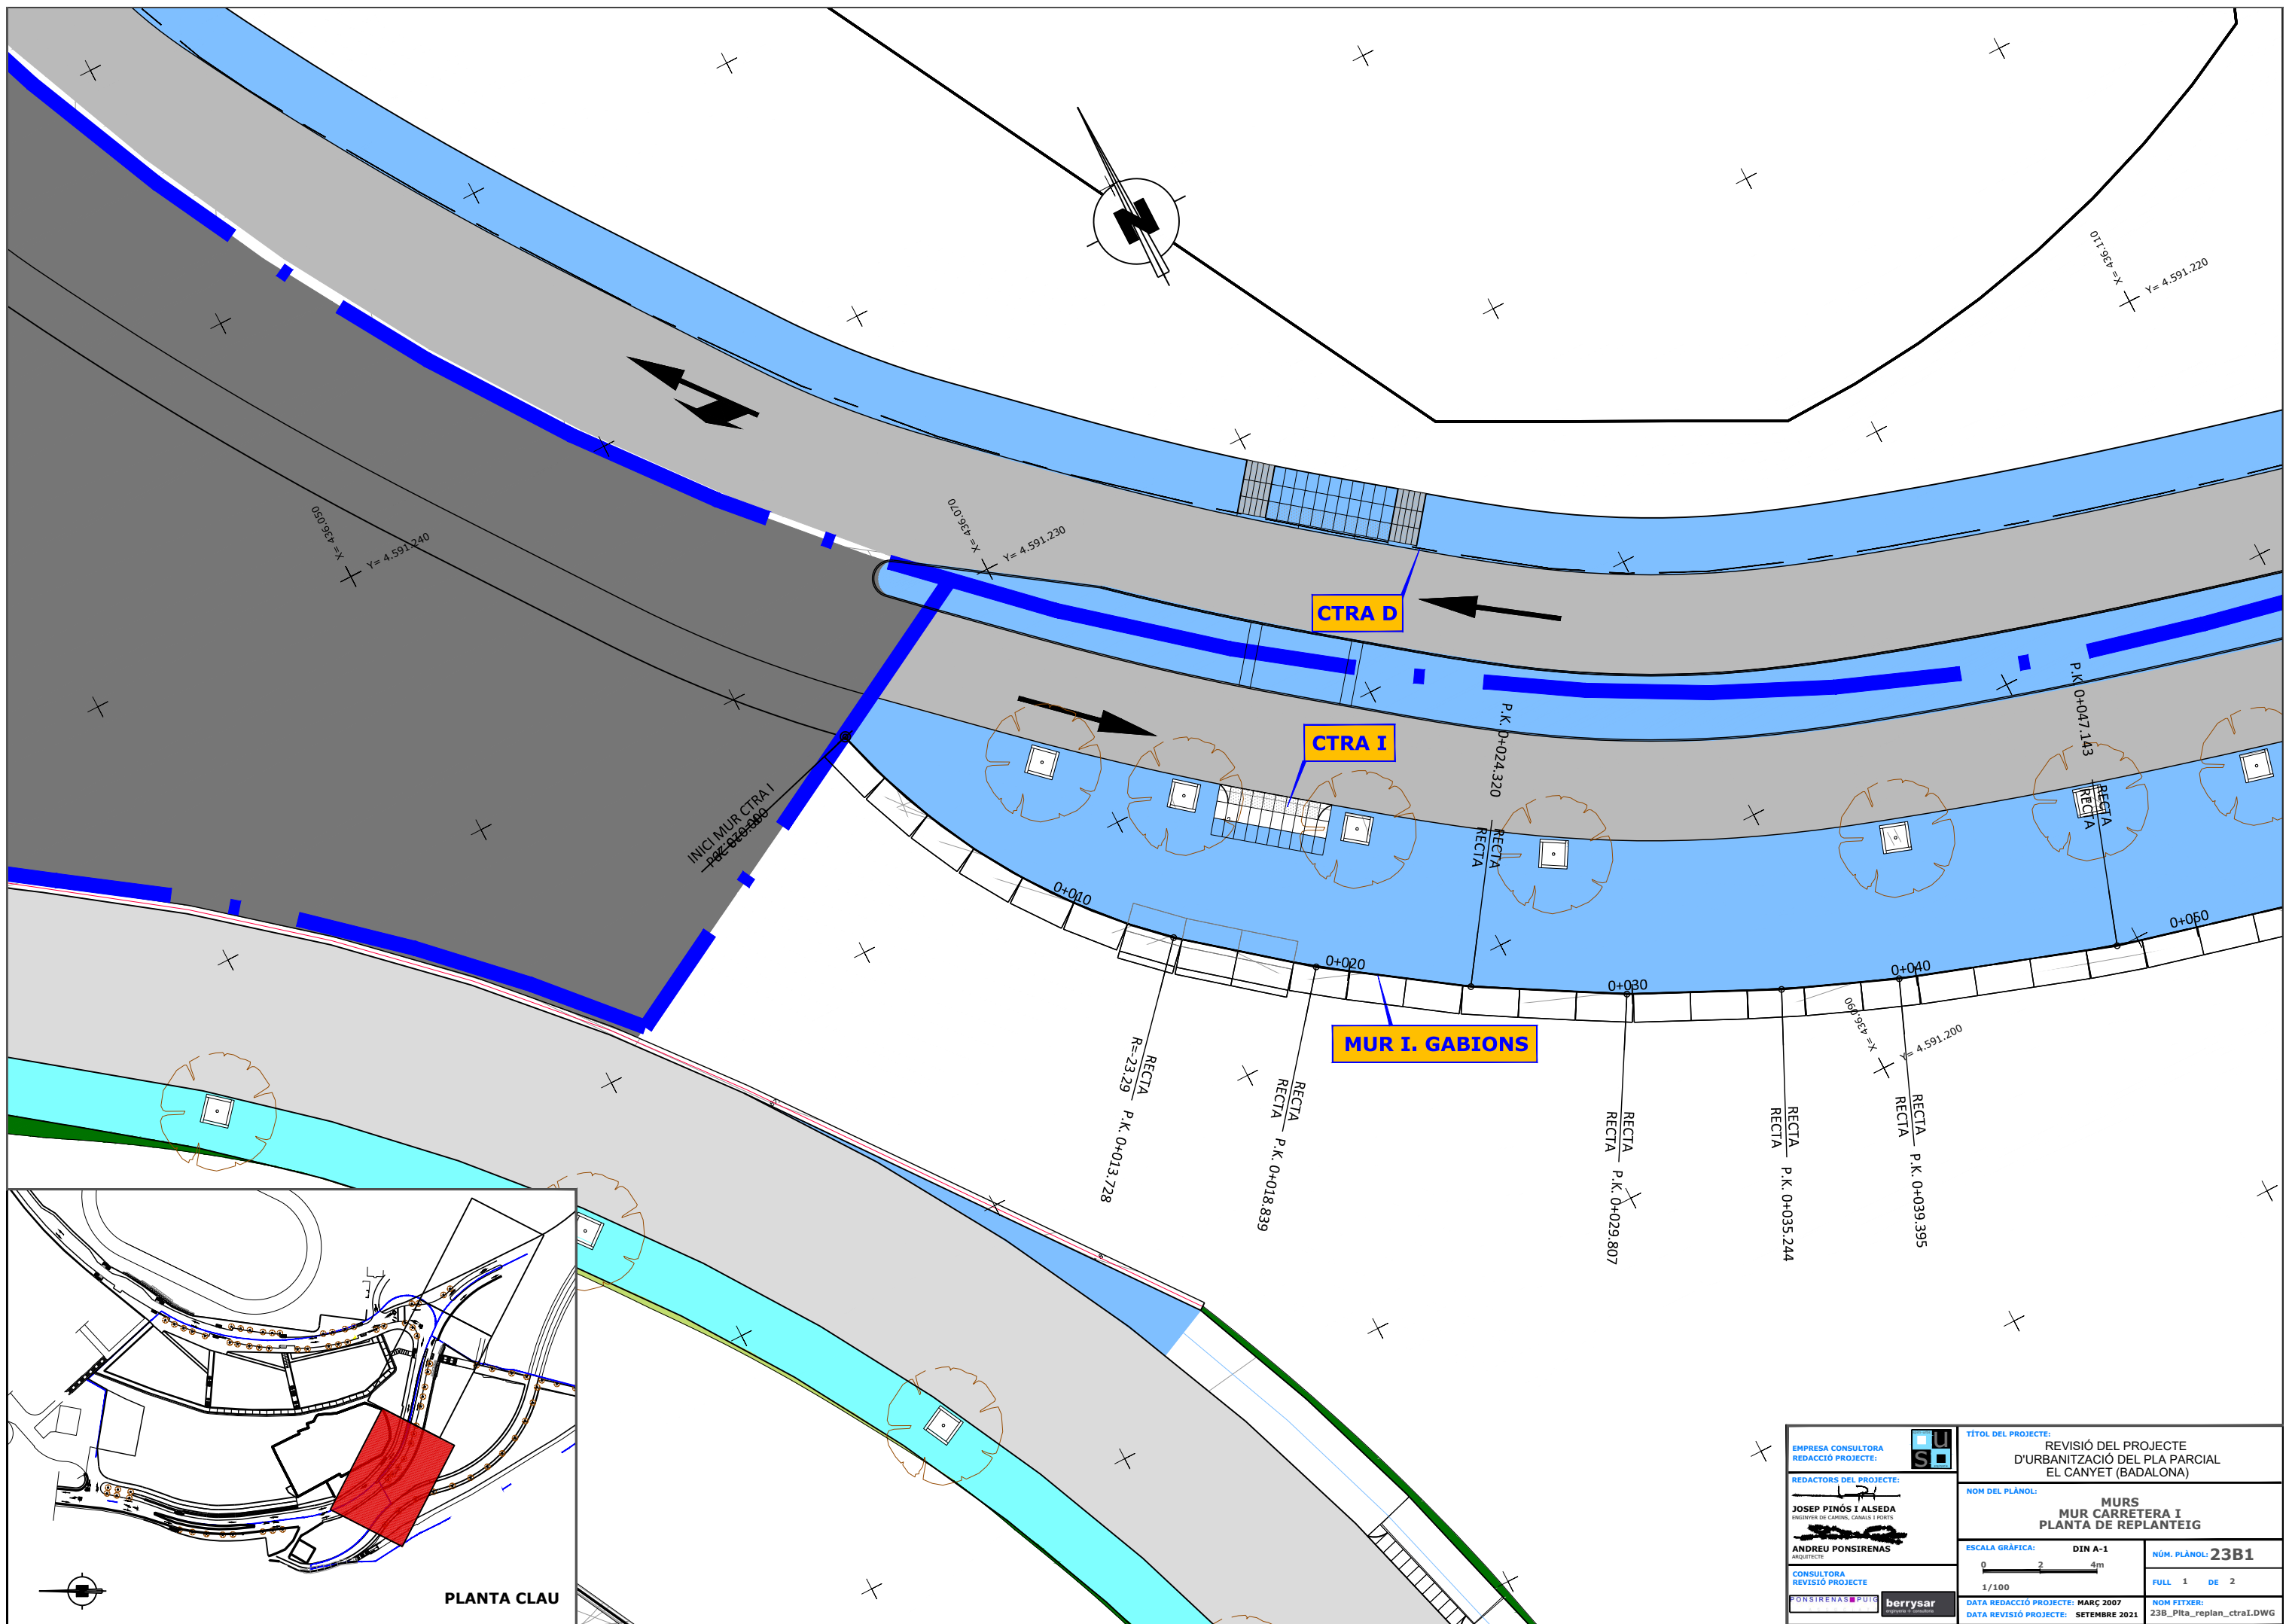 X= 436.110
Y= 4.591.220
X= 436.050
Y= 4.591.240
X= 436.070
Y= 4.591.230
CTRA D
CTRA I
P.K. 0+024.320
RECTA
RECTA
P.K. 0+047.143
RECTA
RECTA
INICI MUR CTRA I
0+010
0+020
0+030
0+040
0+050
MUR I. GABIONS
X= 436.090
Y= 4.591.200
RECTA
R=-23.29
P.K. 0+013.728
RECTA
RECTA
P.K. 0+018.839
RECTA
RECTA
P.K. 0+029.807
RECTA
RECTA
P.K. 0+035.244
RECTA
RECTA
P.K. 0+039.395
PLANTA CLAU
EMPRESA CONSULTORA
REDACCIÓ PROJECTE:
REDACTORS DEL PROJECTE:
JOSEP PINÓS I ALSEDA
ENGINYER DE CAMINS, CANALS I PORTS
ANDREU PONSIRENAS
ARQUITECTE
CONSULTORA
REVISIÓ PROJECTE
PONSIRENAS PUIG
berrysar
TÍTOL DEL PROJECTE:
REVISIÓ DEL PROJECTE
D'URBANITZACIÓ DEL PLA PARCIAL
EL CANYET (BADALONA)
NOM DEL PLÀNOL:
MURS
MUR CARRETERA I
PLANTA DE REPLANTEIG
ESCALA GRÀFICA: DIN A-1
0 2 4m
1/100
NÚM. PLÀNOL: 23B1
FULL 1 DE 2
DATA REDACCIÓ PROJECTE: MARÇ 2007
DATA REVISIÓ PROJECTE: SETEMBRE 2021
NOM FITXER:
23B_Plta_replan_ctraI.DWG